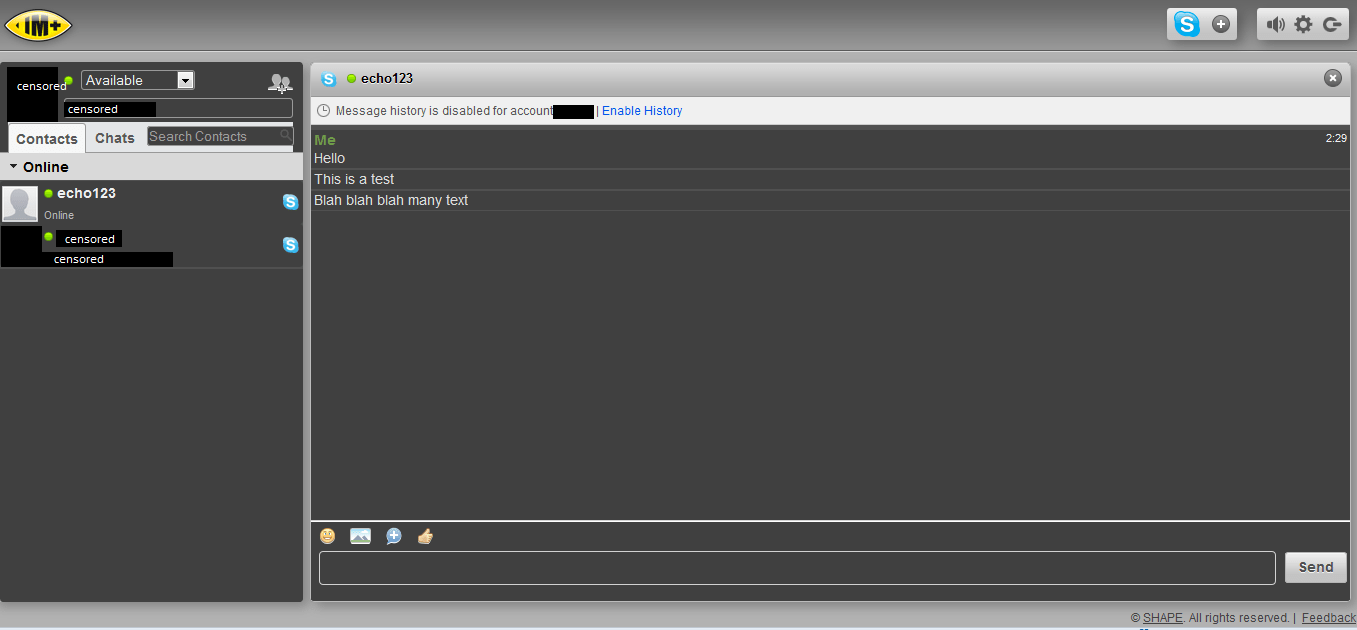 IM+
censored
Available
censored
Contacts
Chats
Search Contacts
Online
echo123
Online
censored
censored
echo123
Message history is disabled for account | Enable History
Me
2:29
Hello
This is a test
Blah blah blah many text
Send
© SHAPE. All rights reserved. | Feedback